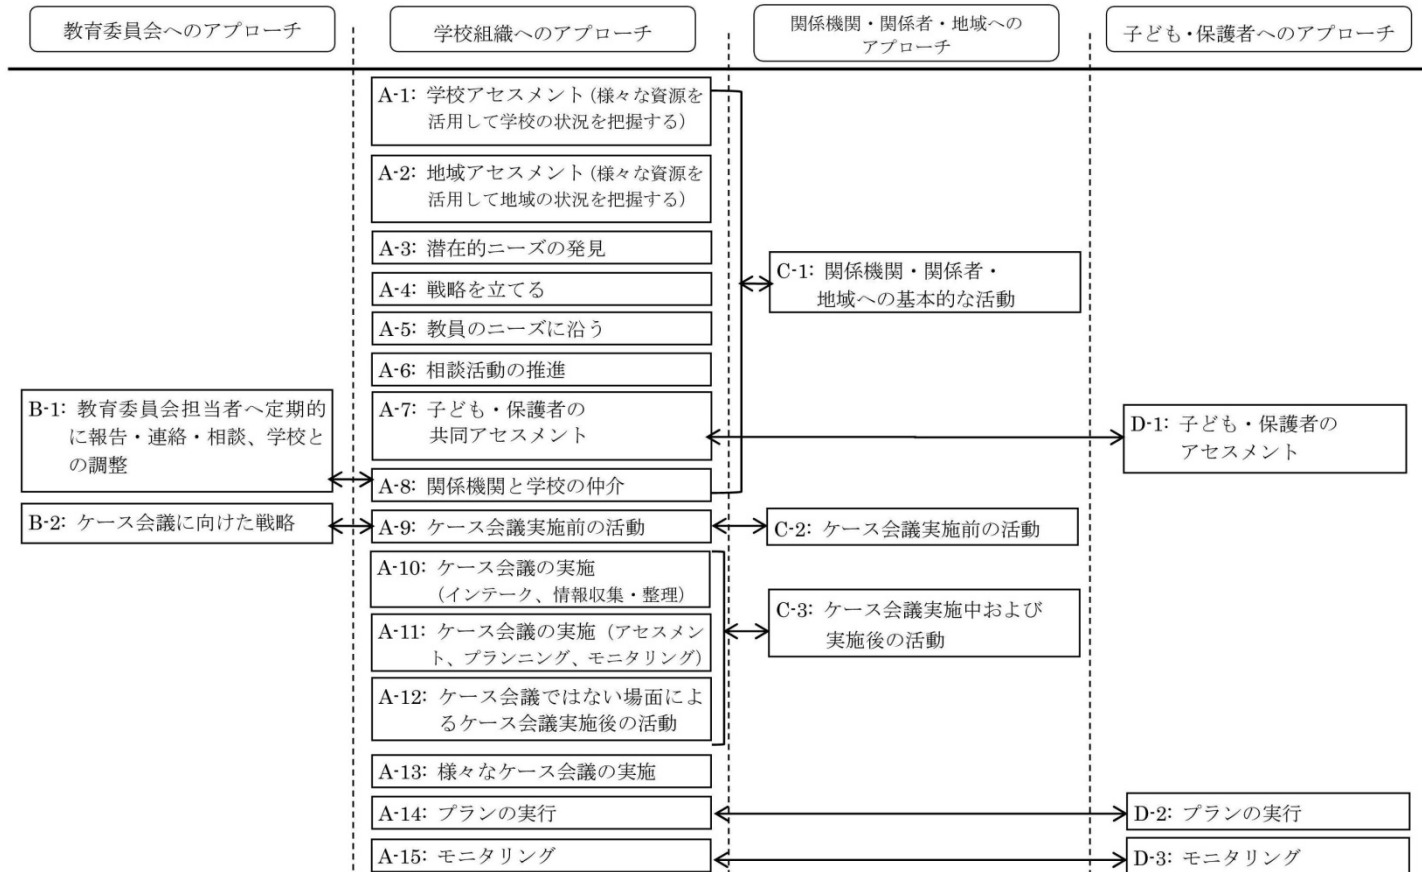 教育委員会へのアプローチ
学校組織へのアプローチ
関係機関・関係者・地域への
アプローチ
子ども・保護者へのアプローチ
A-1: 学校アセスメント（様々な資源を
活用して学校の状況を把握する）
A-2: 地域アセスメント（様々な資源を
活用して地域の状況を把握する）
A-3: 潜在的ニーズの発見
A-4: 戦略を立てる
A-5: 教員のニーズに沿う
A-6: 相談活動の推進
A-7: 子ども・保護者の
共同アセスメント
A-8: 関係機関と学校の仲介
A-9: ケース会議実施前の活動
A-10: ケース会議の実施
（インテーク、情報収集・整理）
A-11: ケース会議の実施（アセスメン
ト、プランニング、モニタリング）
A-12: ケース会議ではない場面によ
るケース会議実施後の活動
A-13: 様々なケース会議の実施
A-14: プランの実行
A-15: モニタリング
B-1: 教育委員会担当者へ定期的
に報告・連絡・相談、学校と
の調整
B-2: ケース会議に向けた戦略
C-1: 関係機関・関係者・
地域への基本的な活動
C-2: ケース会議実施前の活動
C-3: ケース会議実施中および
実施後の活動
D-1: 子ども・保護者の
アセスメント
D-2: プランの実行
D-3: モニタリング